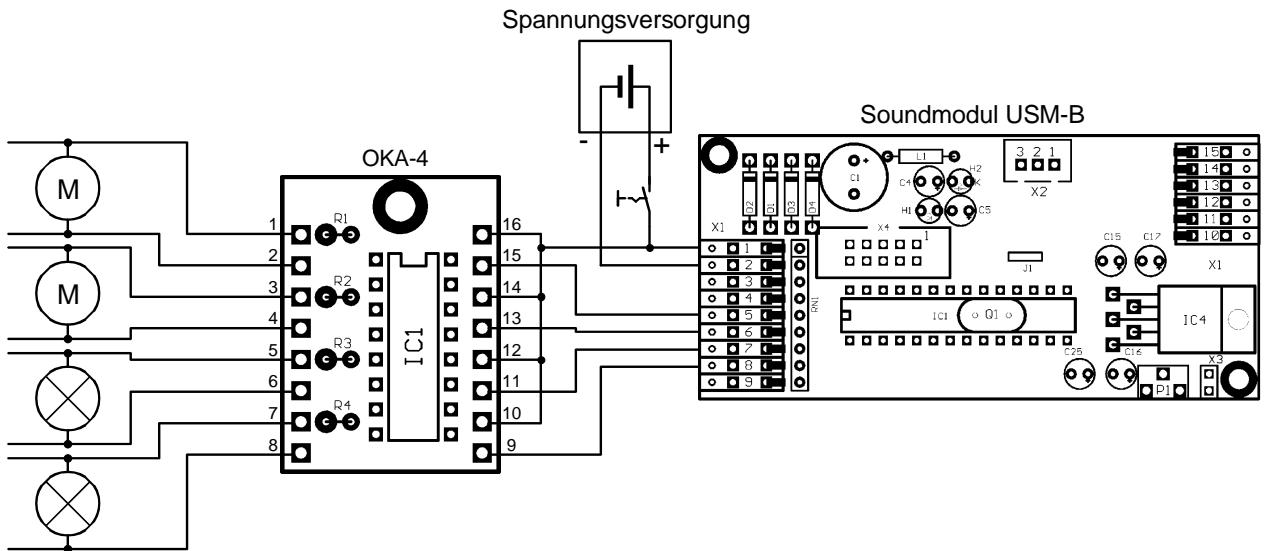 Spannungsversorgung
- +
OKA-4
Soundmodul USM-B
M
M
1
2
3
4
5
6
7
8
R1
R2
R3
R4
IC1
16
15
14
13
12
11
10
9
X1
1
2
3
4
5
6
7
8
9
D2
D1
D3
D4
RN1
C1
+
L1
C4
H2
K
H1
C5
X4
1
3 2 1
X2
J1
IC1
Q1
C15
C17
15
14
13
12
11
10
X1
IC4
C25
C16
P1
X3